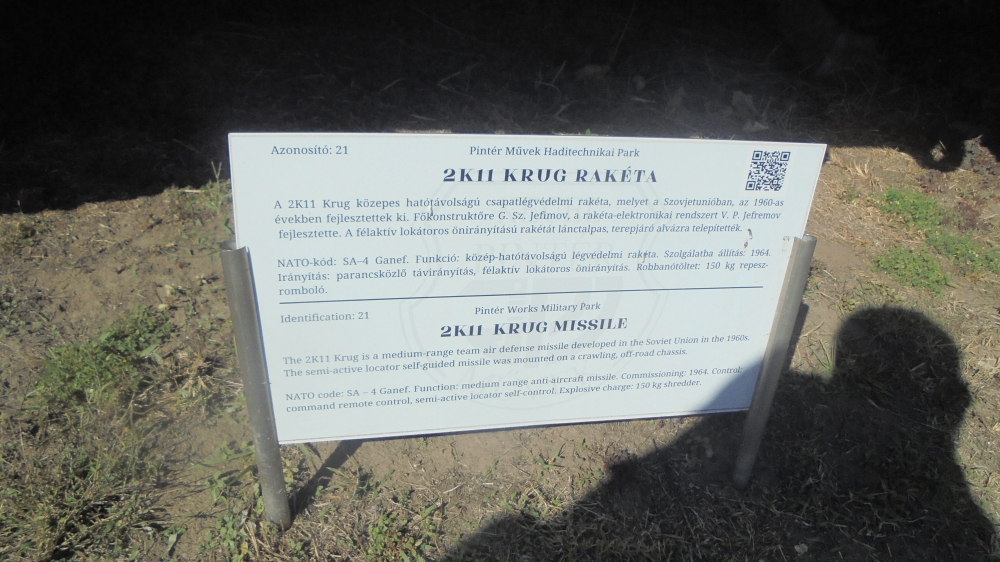 Azonosító: 21
Pintér Művek Haditechnikai Park
2K11 KRUG RAKÉTA
A 2K11 Krug közepes hatótávolságú csapatlégvédelmi rakéta, melyet a Szovjetunióban, az 1960-as
években fejlesztettek ki. Főkonstruktőre G. Sz. Jefimov, a rakéta-elektronikai rendszert V. P. Jefremov
fejlesztette. A félaktív lokátoros önirányítású rakétát lánctalpas, terepjáró alvázra telepítették.
NATO-kód: SA–4 Ganef. Funkció: közép-hatótávolságú légvédelmi rakéta. Szolgálatba állítás: 1964.
Irányítás: parancsközlő távirányítás, félaktív lokátoros önirányítás. Robbanótöltet: 150 kg repesz-
romboló.
Identification: 21
Pintér Works Military Park
2K11 KRUG MISSILE
The 2K11 Krug is a medium-range team air defense missile developed in the Soviet Union in the 1960s.
The semi-active locator self-guided missile was mounted on a crawling, off-road chassis.
NATO code: SA – 4 Ganef. Function: medium range anti-aircraft missile. Commissioning: 1964. Control:
command remote control, semi-active locator self-control. Explosive charge: 150 kg shredder.